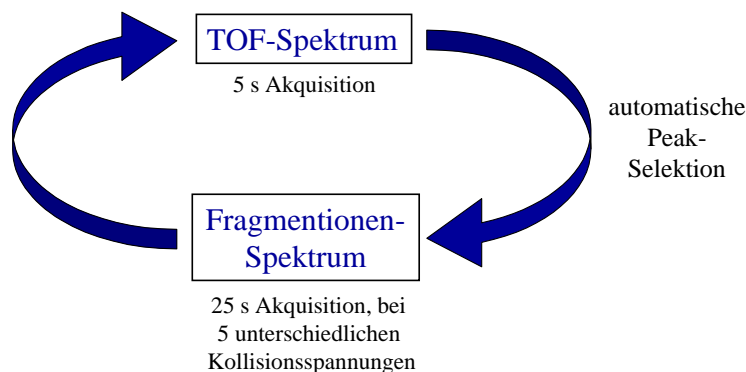 TOF-Spektrum
5 s Akquisition
automatische
Peak-
Selektion
Fragmentionen-
Spektrum
25 s Akquisition, bei
5 unterschiedlichen
Kollisionsspannungen